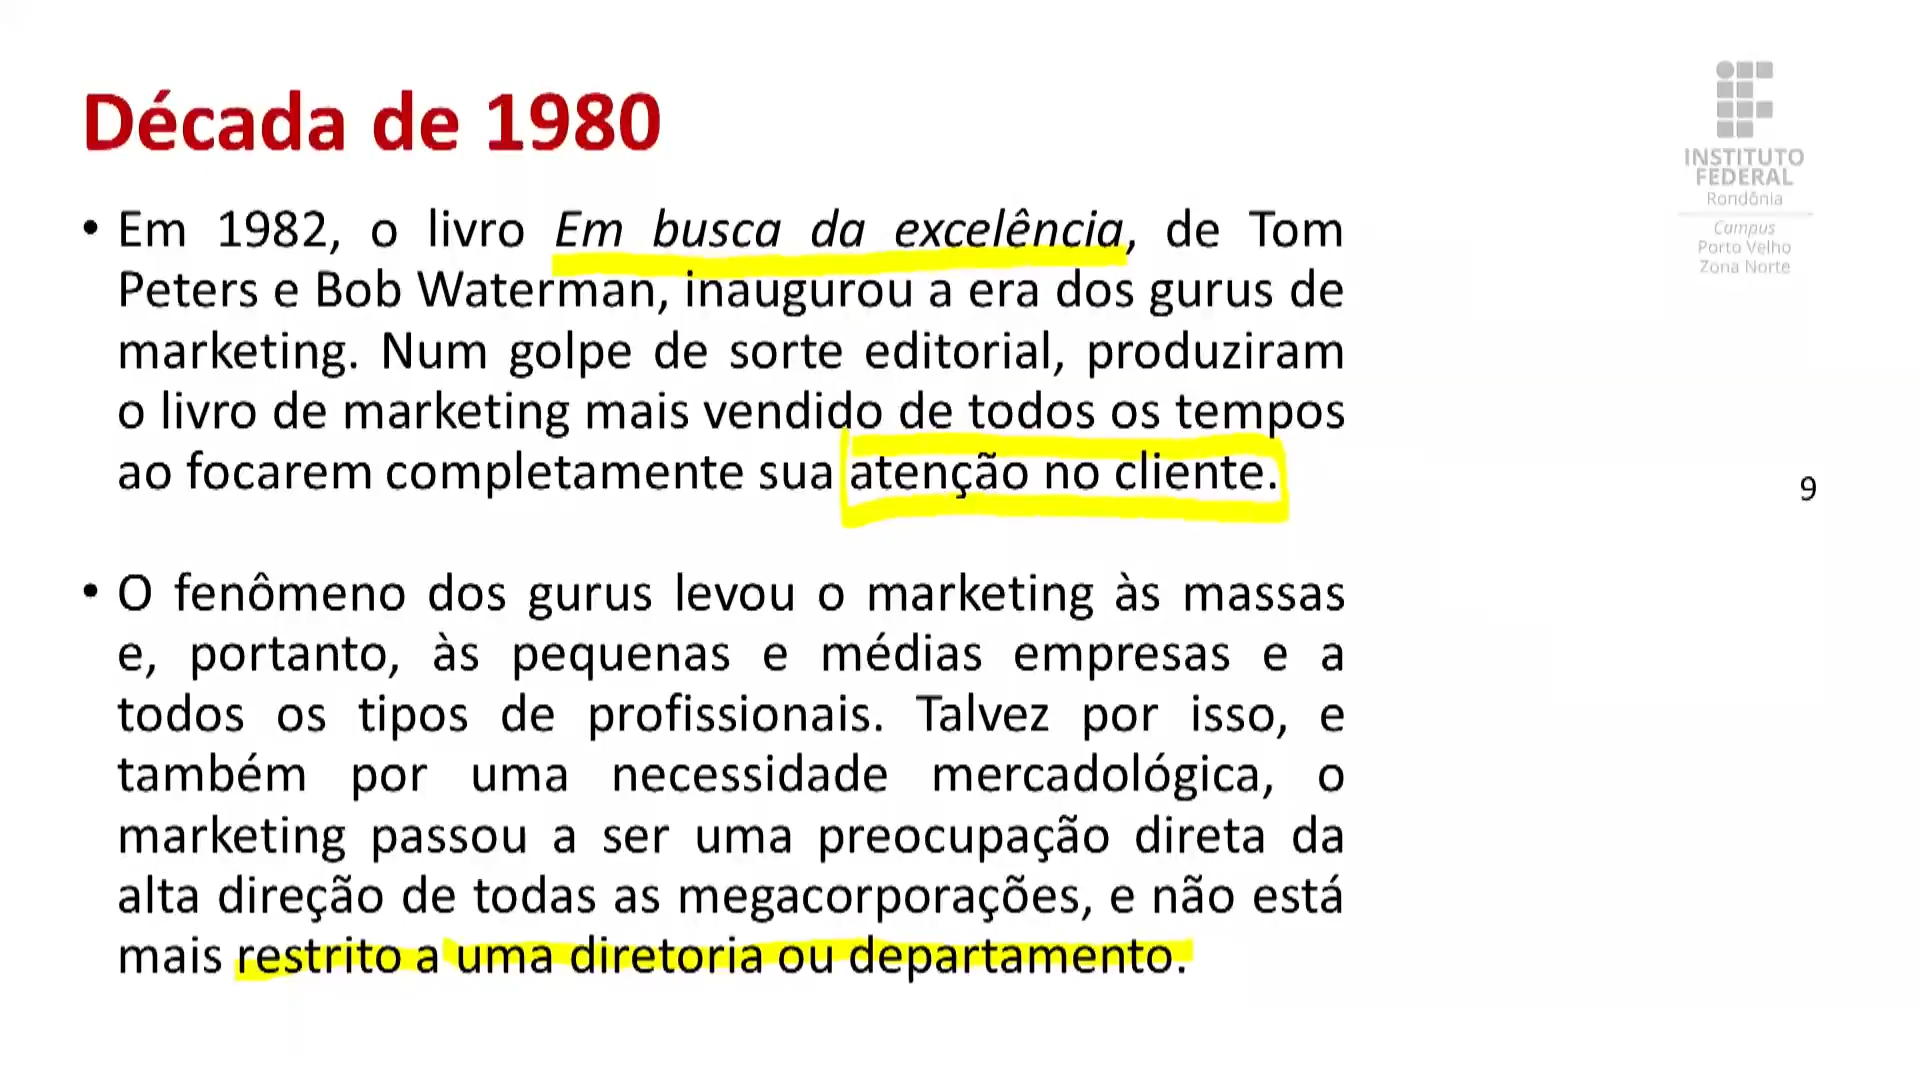 Década de 1980
INSTITUTO
FEDERAL
Rondônia
Campus
Porto Velho
Zona Norte
• Em 1982, o livro Em busca da excelência, de Tom
Peters e Bob Waterman, inaugurou a era dos gurus de
marketing. Num golpe de sorte editorial, produziram
o livro de marketing mais vendido de todos os tempos
ao focarem completamente sua atenção no cliente.
9
• O fenômeno dos gurus levou o marketing às massas
e, portanto, às pequenas e médias empresas e a
todos os tipos de profissionais. Talvez por isso, e
também por uma necessidade mercadológica, o
marketing passou a ser uma preocupação direta da
alta direção de todas as megacorporações, e não está
mais restrito a uma diretoria ou departamento.